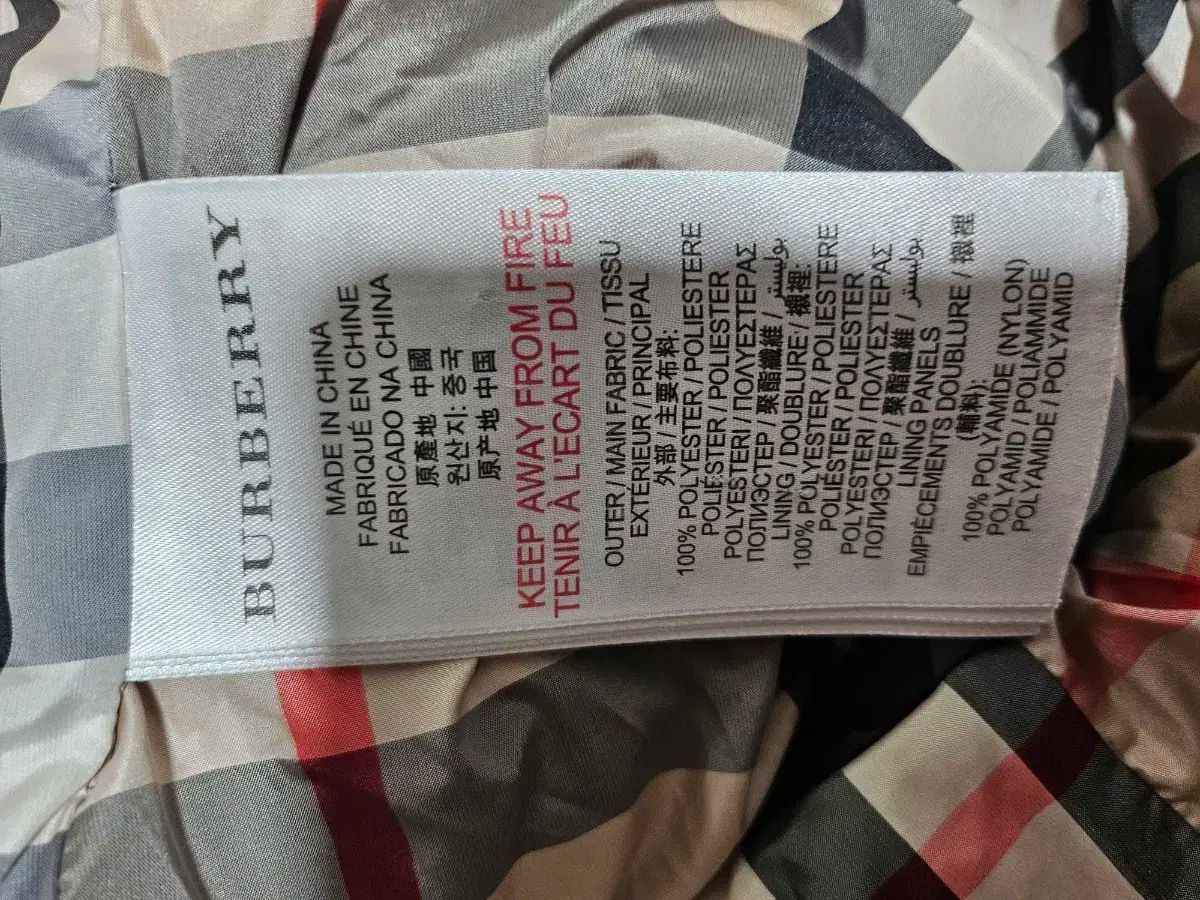 BURBERRY
MADE IN CHINA
FABRIQUÉ EN CHINE
FABRICADO NA CHINA
原產地 中國
원산지: 중국
原产地 中国
KEEP AWAY FROM FIRE
TENIR À L'ECART DU FEU
OUTER / MAIN FABRIC / TISSU
EXTÉRIEUR / PRINCIPAL
外部 / 主要布料:
100% POLYESTER / POLIESTERE
POLIESTER / POLIESTER
POLYESTERI / ΠΟΛΥΕΣΤΕΡΑΣ
ПОЛИЭСТЕР / 聚酯纖維 / بوليستر
LINING / DOUBLURE / 襯裡:
100% POLYESTER / POLIESTERE
POLIÉSTER / POLIESTER
POLYESTERI / ΠΟΛΥΕΣΤΕΡΑΣ
ПОЛИЭСТЕР / 聚酯纖維 / بوليستر
LINING PANELS
EMPIÈCEMENTS DOUBLURE / 襯裡
(輔料):
100% POLYAMIDE (NYLON)
POLYAMID / POLIAMMIDE
POLYAMIDE / POLYAMID